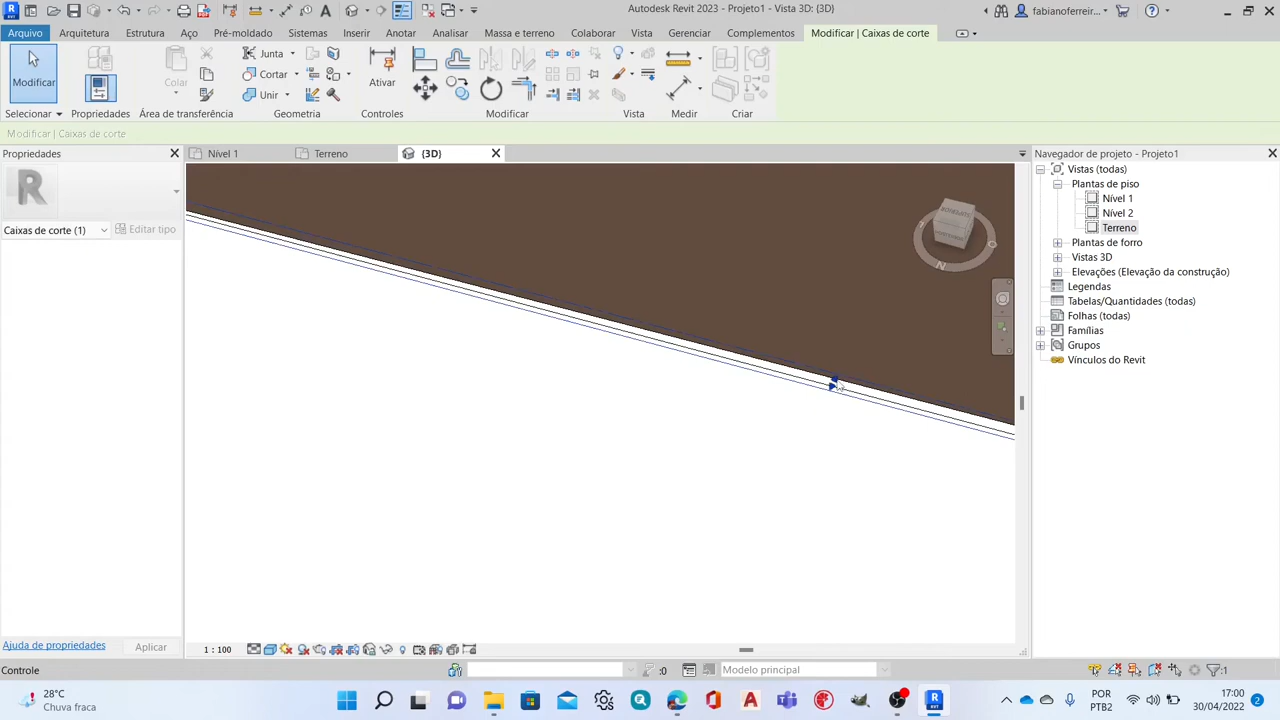 Autodesk Revit 2023 - Projeto1 - Vista 3D: {3D}
fabianoferreir...
Arquivo Arquitetura Estrutura Aço Pré-moldado Sistemas Inserir Anotar Analisar Massa e terreno Colaborar Vista Gerenciar Complementos Modificar | Caixas de corte
Modificar Colar Junta Cortar Unir Ativar
Selecionar Propriedades Área de transferência Geometria Controles Modificar Vista Medir Criar
Modificar | Caixas de corte
Propriedades
Nível 1 Terreno {3D}
Navegador de projeto - Projeto1
R
Caixas de corte (1) Editar tipo
Vistas (todas)
Plantas de piso
Nível 1
Nível 2
Terreno
Plantas de forro
Vistas 3D
Elevações (Elevação da construção)
Legendas
Tabelas/Quantidades (todas)
Folhas (todas)
Famílias
Grupos
Vínculos do Revit
N
Ajuda de propriedades Aplicar
1 : 100
Controle
:0
Modelo principal
:1
28°C
Chuva fraca
POR
PTB2
17:00
30/04/2022
2